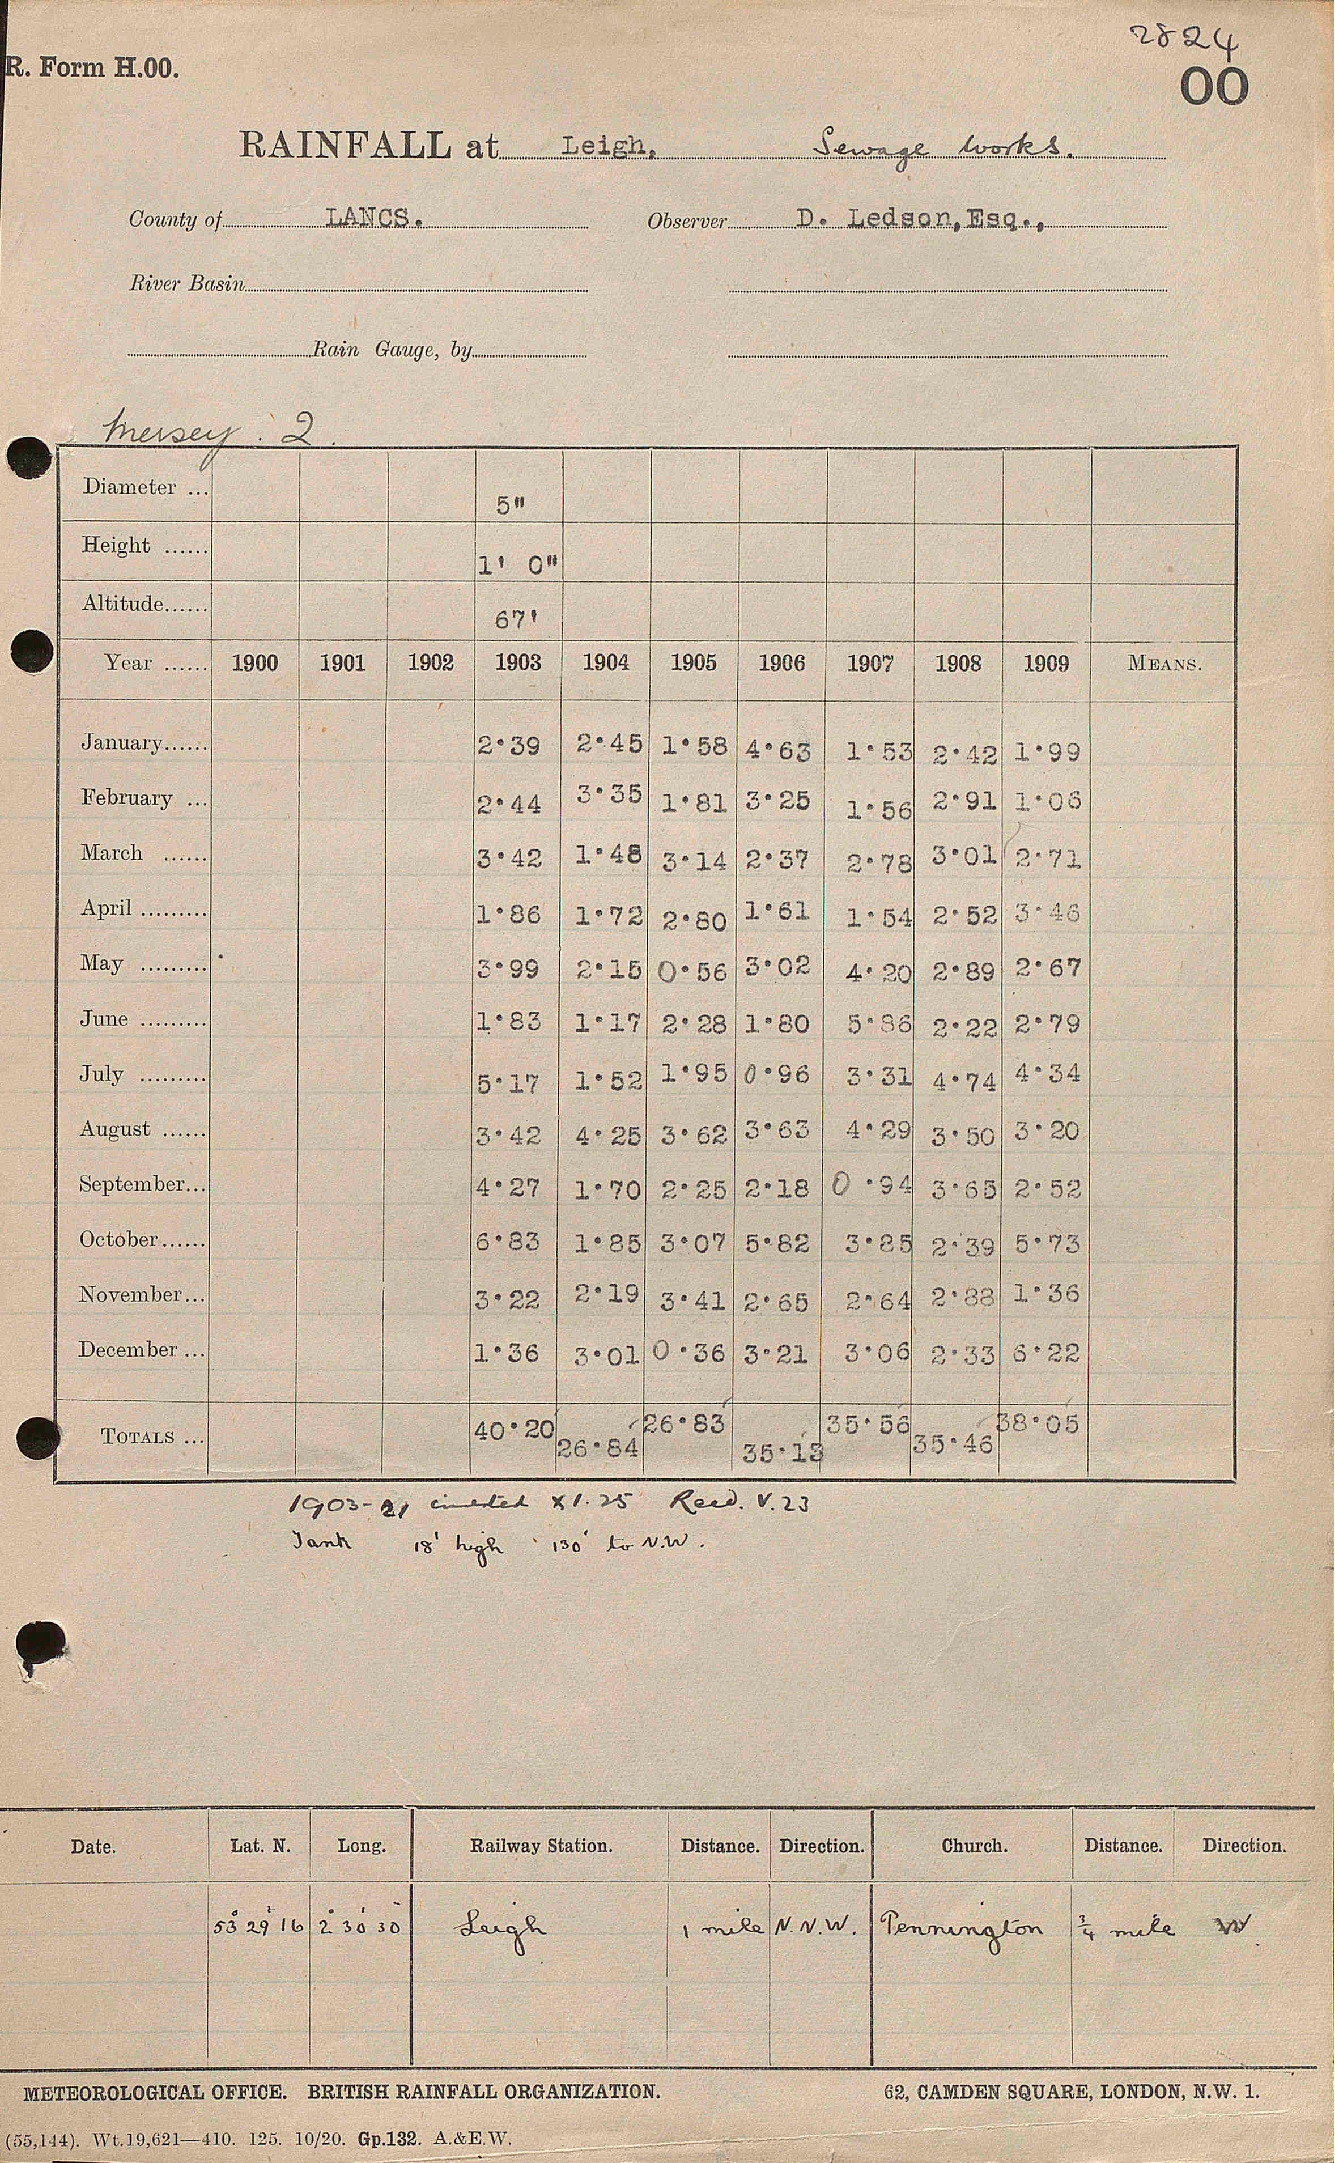 2824
R. Form H.00.
00
RAINFALL at Leigh, Sewage Works.
County of LANCS. Observer D. Ledson, Esq.,
River Basin
Rain Gauge, by
Mersey. 2.
Diameter ... 5"
Height ...... 1' 0"
Altitude...... 67'
Year ...... 1900 1901 1902 1903 1904 1905 1906 1907 1908 1909 MEANS.
January...... 2·39 2·45 1·58 4·63 1·53 2·42 1·99
February ... 2·44 3·35 1·81 3·25 1·56 2·91 1·06
March ...... 3·42 1·48 3·14 2·37 2·78 3·01 2·71
April ......... 1·86 1·72 2·80 1·61 1·54 2·52 3·46
May ......... 3·99 2·15 0·56 3·02 4·20 2·89 2·67
June ......... 1·83 1·17 2·28 1·80 5·86 2·22 2·79
July ......... 5·17 1·52 1·95 0·96 3·31 4·74 4·34
August ...... 3·42 4·25 3·62 3·63 4·29 3·50 3·20
September... 4·27 1·70 2·25 2·18 0·94 3·65 2·52
October...... 6·83 1·85 3·07 5·82 3·85 2·39 5·73
November... 3·22 2·19 3·41 2·65 2·64 2·88 1·36
December ... 1·36 3·01 0·36 3·21 3·06 2·33 6·22
TOTALS ... 40·20 26·84 26·83 35·13 35·56 35·46 38·05
1903-21 x1.25 Recd. V.23
Tank 18' high 130' to N.W.
Date. Lat. N. Long. Railway Station. Distance. Direction. Church. Distance. Direction.
53° 29' 16 2° 30' 30" Leigh 1 mile N.N.W. Pennington ¾ mile W
METEOROLOGICAL OFFICE. BRITISH RAINFALL ORGANIZATION. 62, CAMDEN SQUARE, LONDON, N.W. 1.
(55,144). Wt.19,621—410. 125. 10/20. Gp.132. A.&E.W.